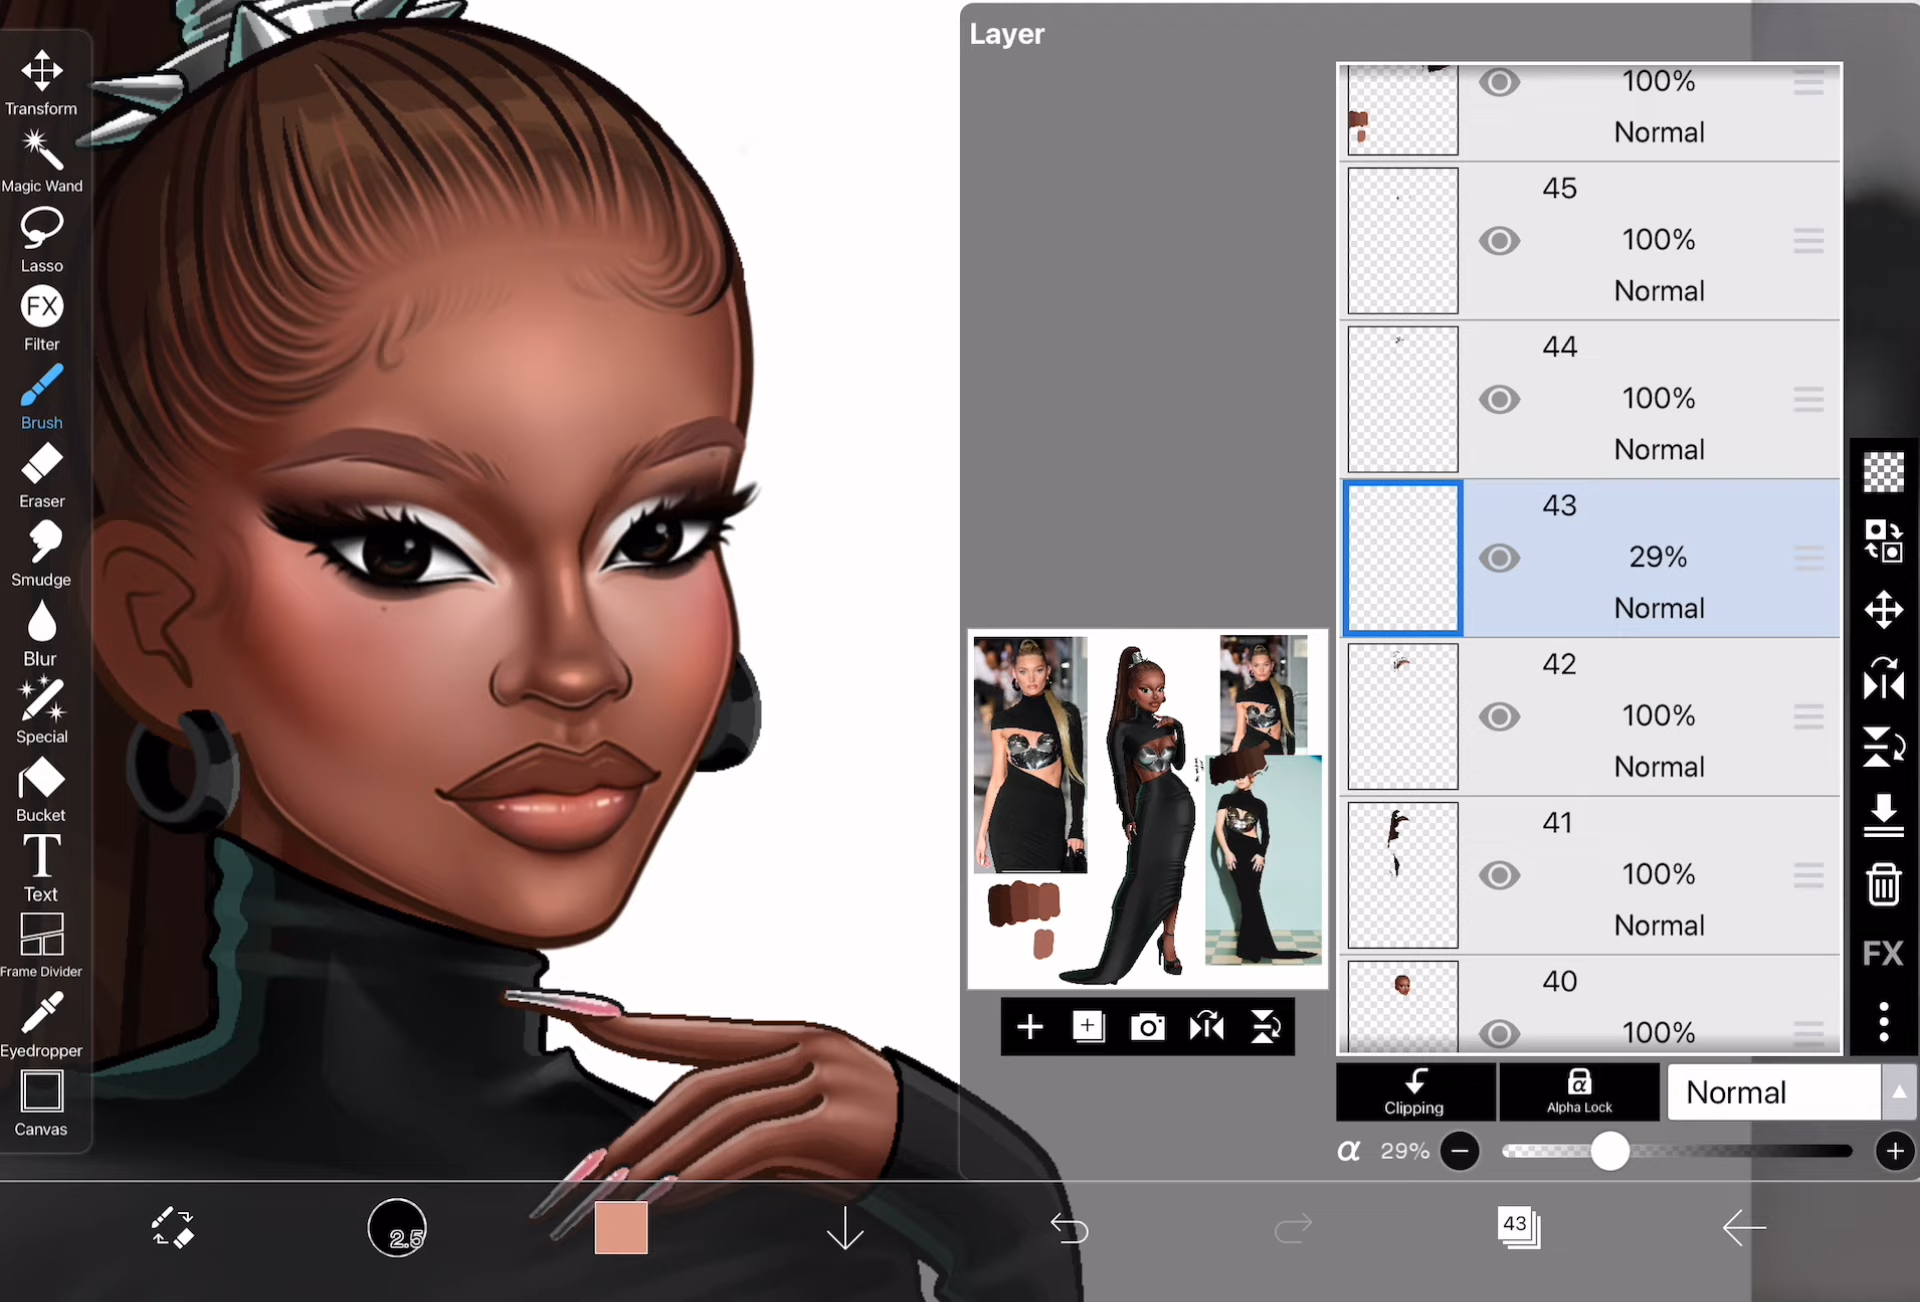 Transform
Magic Wand
Lasso
FX
Filter
Brush
Eraser
Smudge
Blur
Special
Bucket
T
Text
Frame Divider
Eyedropper
Canvas
Layer
100%
Normal
45
100%
Normal
44
100%
Normal
43
29%
Normal
42
100%
Normal
41
100%
Normal
40
100%
FX
Clipping
α
Alpha Lock
Normal
α 29%
2.5
43